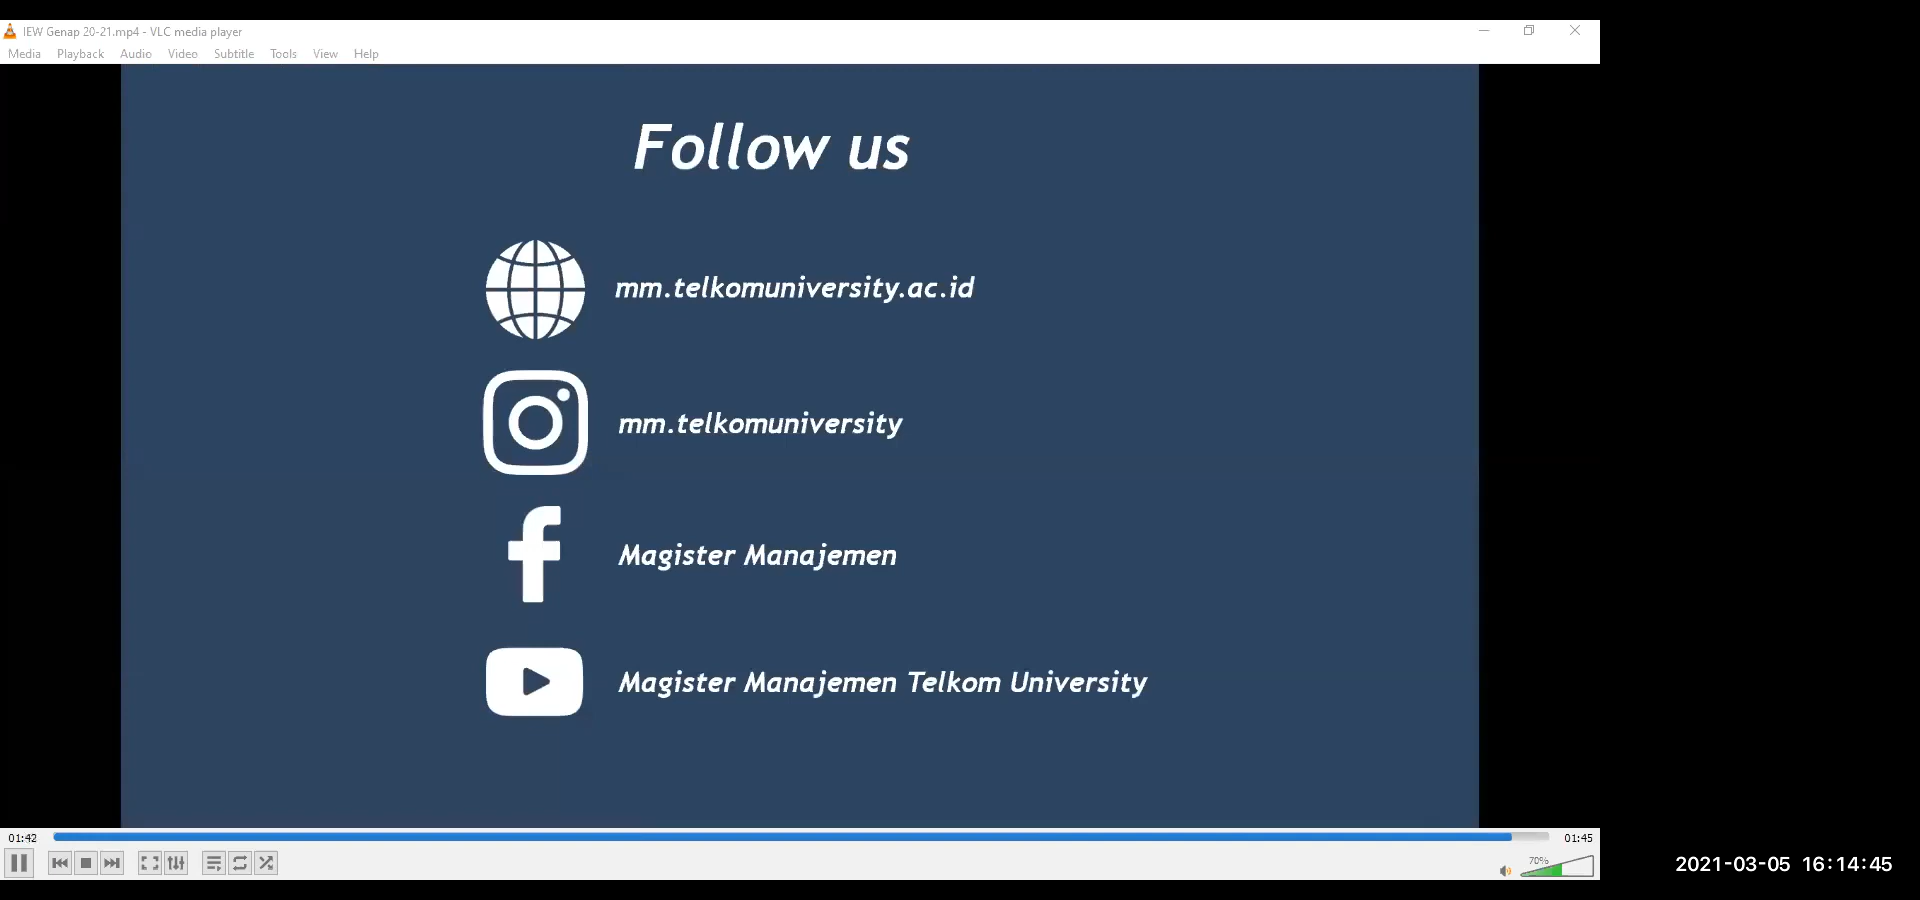 IEW Genap 20-21.mp4 - VLC media player
Media Playback Audio Video Subtitle Tools View Help
Follow us
mm.telkomuniversity.ac.id
mm.telkomuniversity
Magister Manajemen
Magister Manajemen Telkom University
01:42 01:45
70%
2021-03-05 16:14:45